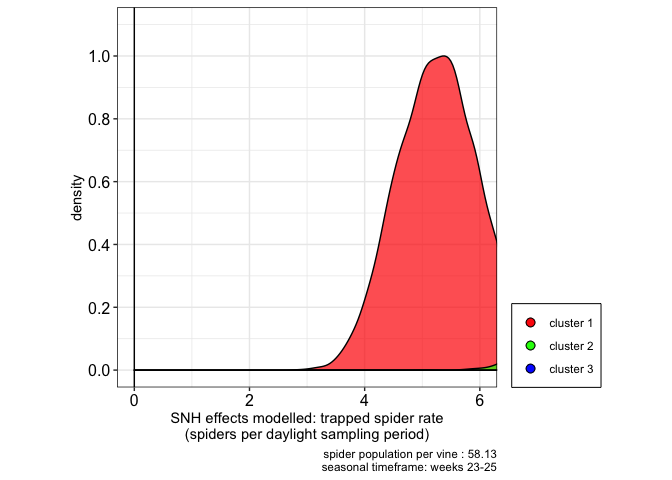 1.0
0.8
0.6
0.4
0.2
0.0
density
0 2 4 6
SNH effects modelled: trapped spider rate
(spiders per daylight sampling period)
cluster 1
cluster 2
cluster 3
spider population per vine : 58.13
seasonal timeframe: weeks 23-25